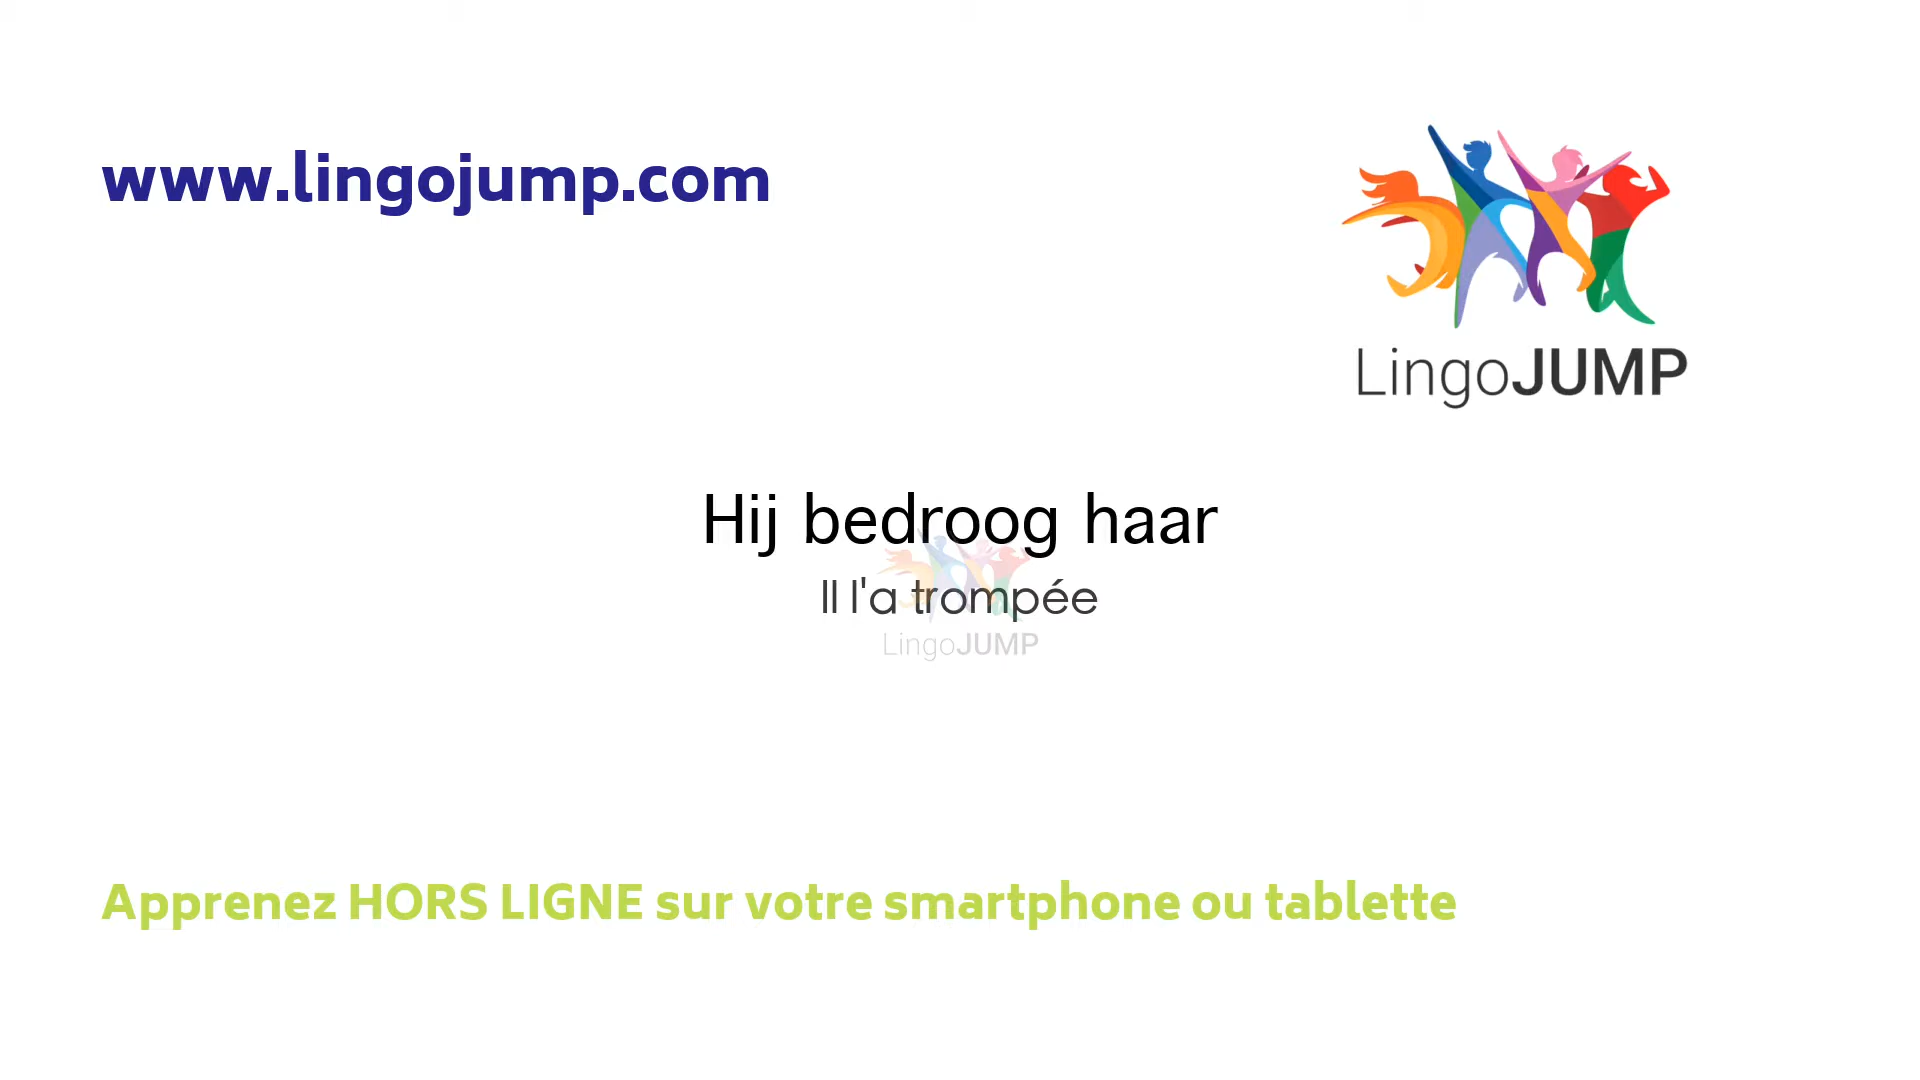 www.lingojump.com
LingoJUMP
Hij bedroog haar
Il l'a trompée
LingoJUMP
Apprenez HORS LIGNE sur votre smartphone ou tablette